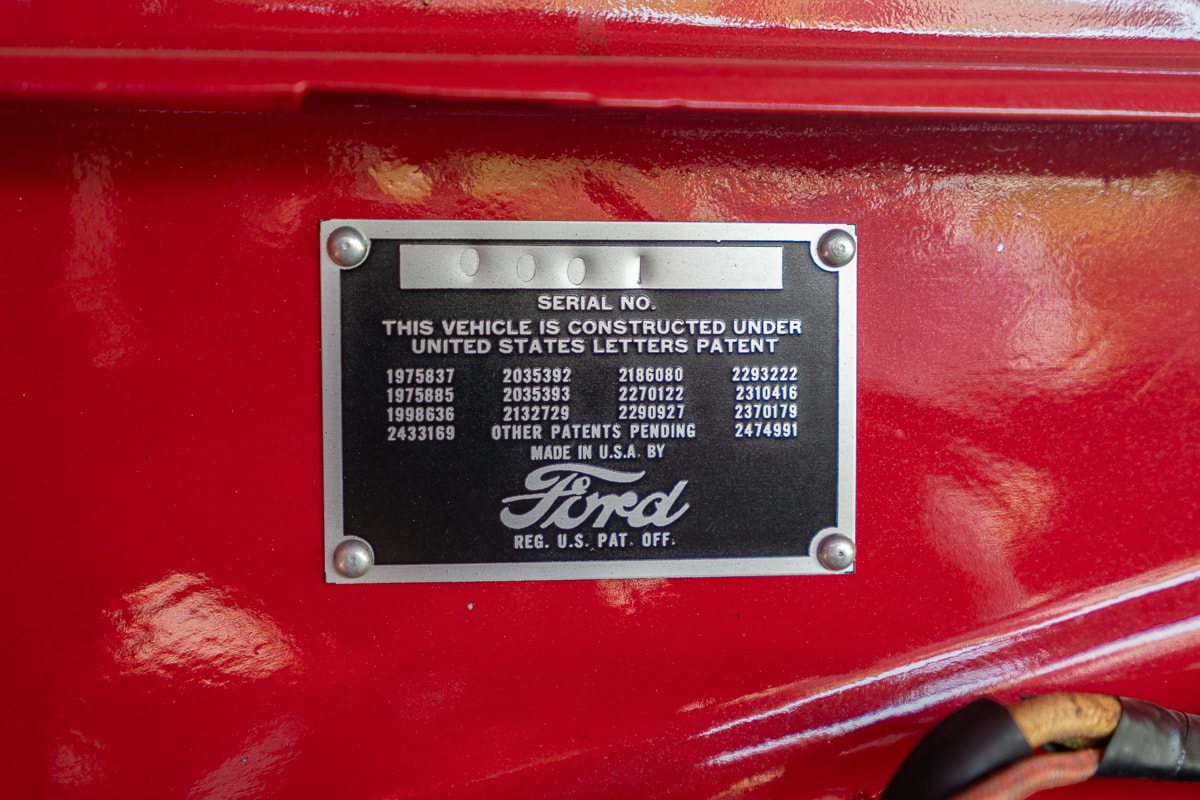 0001
SERIAL NO.
THIS VEHICLE IS CONSTRUCTED UNDER
UNITED STATES LETTERS PATENT
1975837 2035392 2186080 2293222
1975885 2035393 2270122 2310416
1998636 2132729 2290927 2370179
2433169 OTHER PATENTS PENDING 2474991
MADE IN U.S.A. BY
Ford
REG. U.S. PAT. OFF.